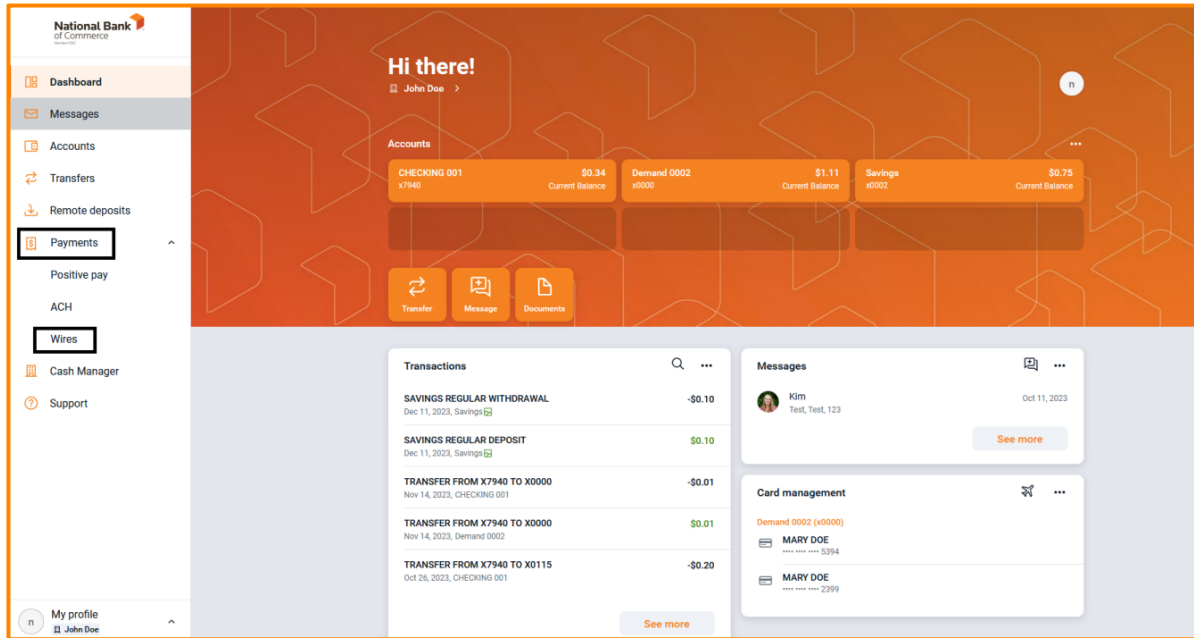 National Bank
of Commerce
Member FDIC
Dashboard
Messages
Accounts
Transfers
Remote deposits
Payments
Positive pay
ACH
Wires
Cash Manager
Support
n
My profile
John Doe
Hi there!
John Doe
n
Accounts
CHECKING 001 $0.34
x7940 Current Balance
Demand 0002 $1.11
x0000 Current Balance
Savings $0.75
x0002 Current Balance
Transfer
Message
Documents
Transactions
SAVINGS REGULAR WITHDRAWAL -$0.10
Dec 11, 2023, Savings
SAVINGS REGULAR DEPOSIT $0.10
Dec 11, 2023, Savings
TRANSFER FROM X7940 TO X0000 -$0.01
Nov 14, 2023, CHECKING 001
TRANSFER FROM X7940 TO X0000 $0.01
Nov 14, 2023, Demand 0002
TRANSFER FROM X7940 TO X0115 -$0.20
Oct 26, 2023, CHECKING 001
See more
Messages
Kim Oct 11, 2023
Test, Test, 123
See more
Card management
Demand 0002 (x0000)
MARY DOE
•••• •••• •••• 5394
MARY DOE
•••• •••• •••• 2399